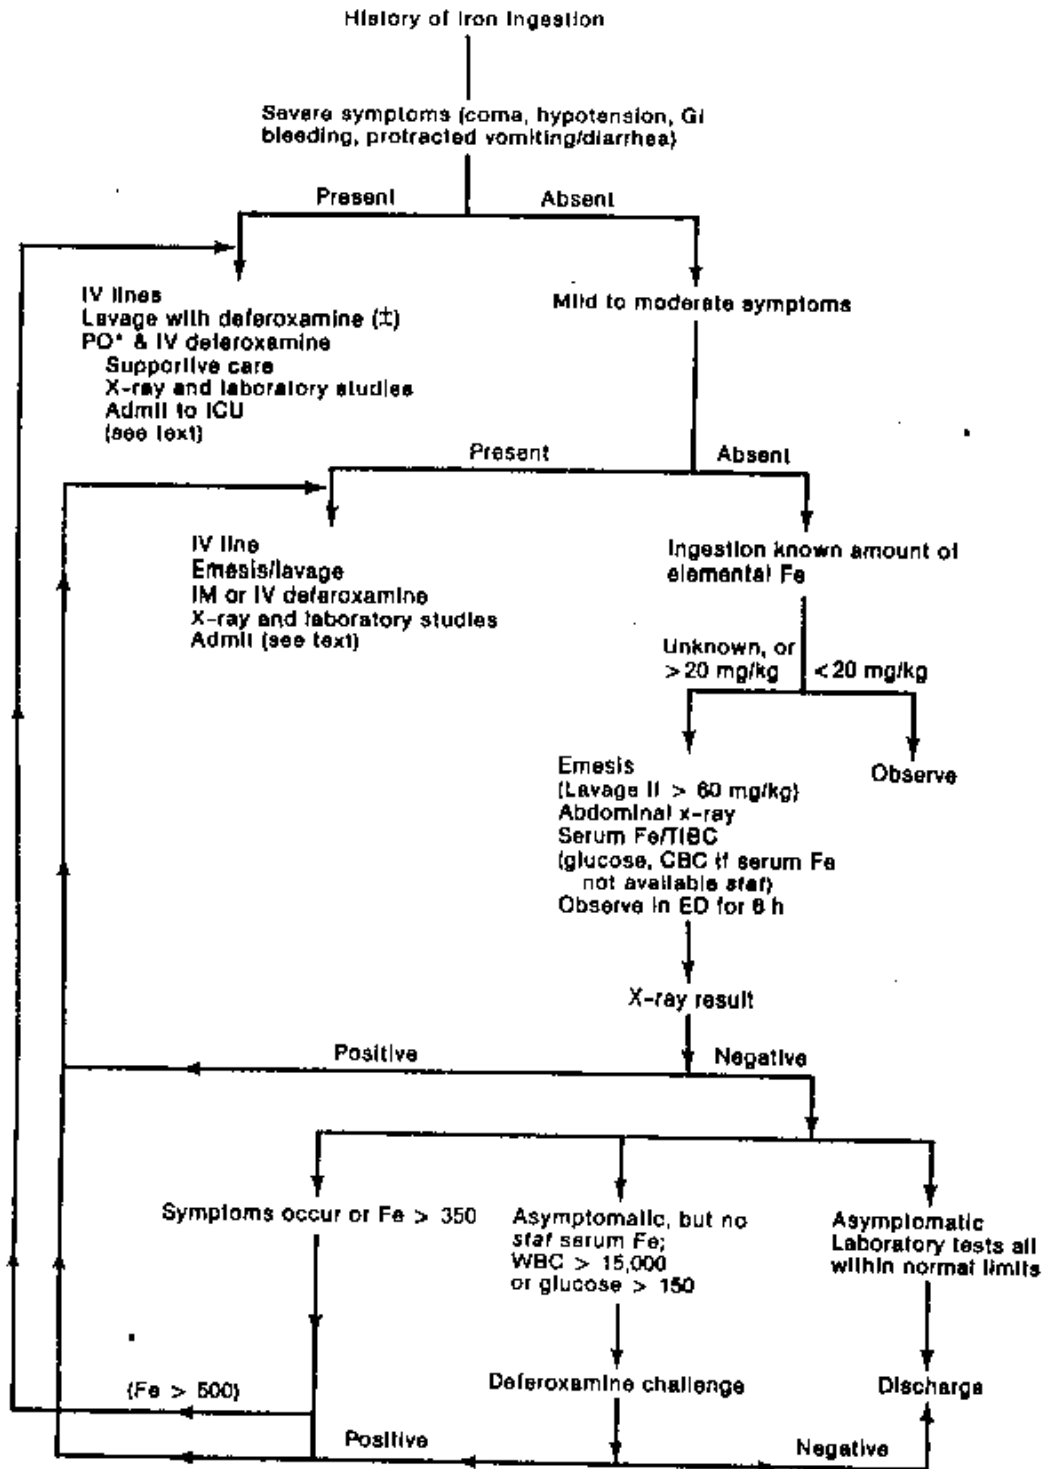 History of Iron Ingestion
Severe symptoms (coma, hypotension, GI
bleeding, protracted vomiting/diarrhea)
Present
Absent
IV lines
Lavage with deferoxamine (±)
PO* & IV deferoxamine
Supportive care
X-ray and laboratory studies
Admit to ICU
(see text)
Mild to moderate symptoms
Present
Absent
IV line
Emesis/lavage
IM or IV deferoxamine
X-ray and laboratory studies
Admit (see text)
Ingestion known amount of
elemental Fe
Unknown, or
> 20 mg/kg
< 20 mg/kg
Emesis
(Lavage if > 60 mg/kg)
Abdominal x-ray
Serum Fe/TIBC
(glucose, CBC if serum Fe
not available stat)
Observe in ED for 6 h
Observe
X-ray result
Positive
Negative
Symptoms occur or Fe > 350
Asymptomatic, but no
stat serum Fe;
WBC > 15,000
or glucose > 150
Asymptomatic
Laboratory tests all
within normal limits
(Fe > 500)
Deferoxamine challenge
Discharge
Positive
Negative